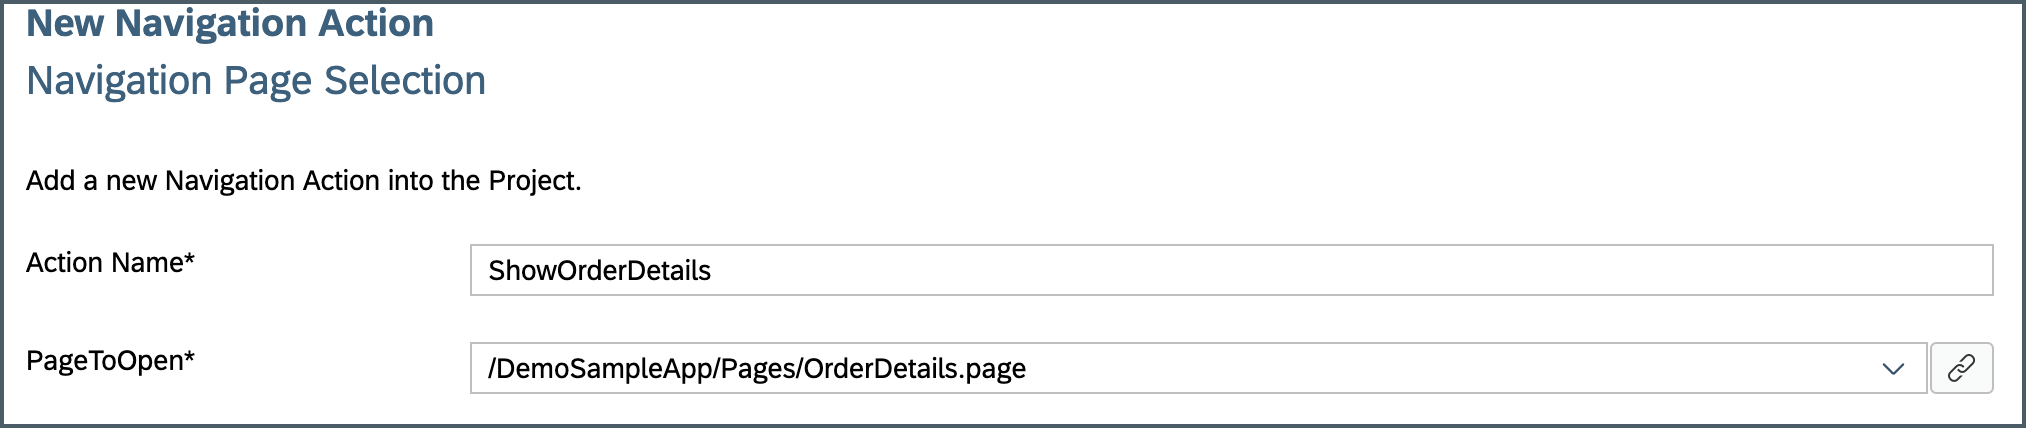 New Navigation Action
Navigation Page Selection
Add a new Navigation Action into the Project.
Action Name*
ShowOrderDetails
PageToOpen*
/DemoSampleApp/Pages/OrderDetails.page